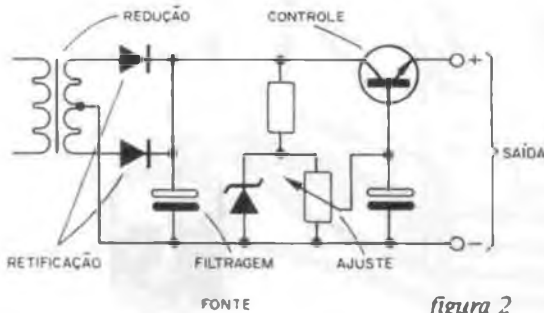 REDUÇÃO
CONTROLE
+
SAÍDA
-
RETIFICAÇÃO
FILTRAGEM
AJUSTE
FONTE
figura 2